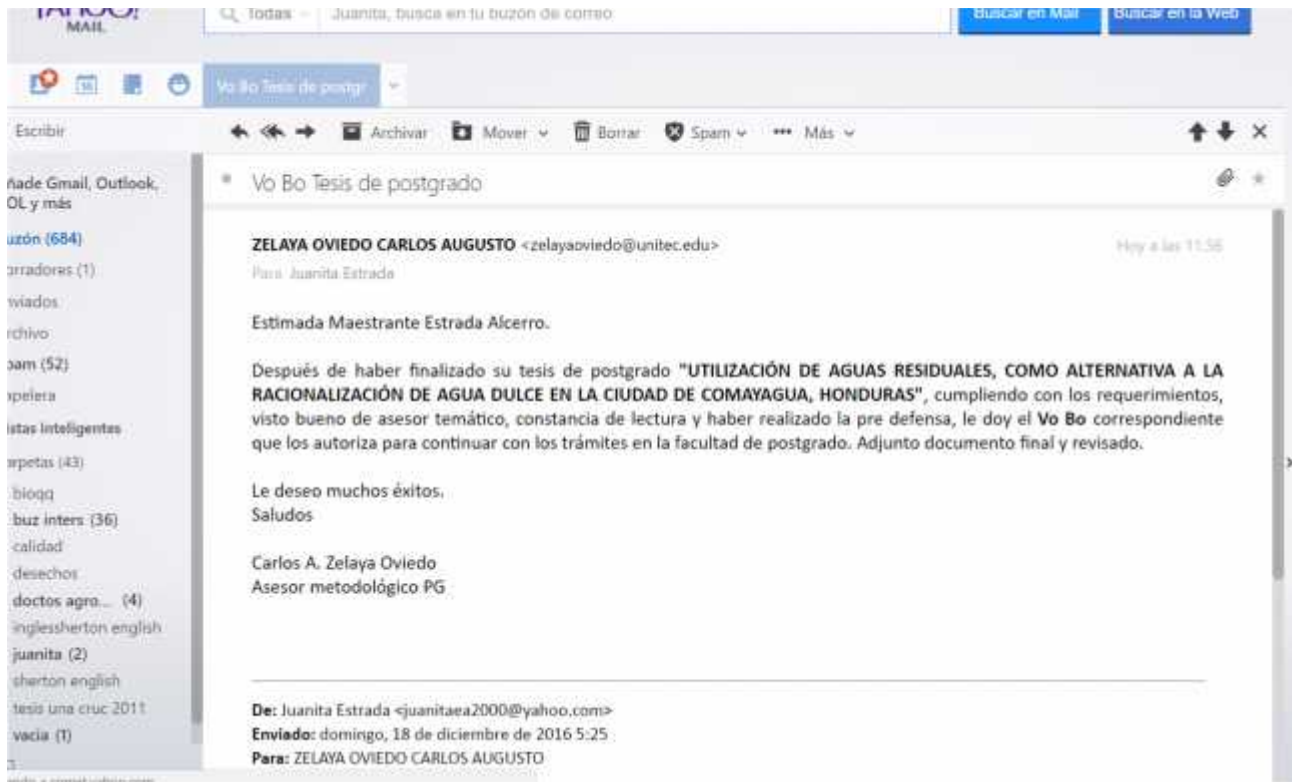 MAIL
Todas
Juanita, busca en tu buzón de correo
Buscar en Mail
Buscar en la Web
Vo Bo Tesis de postgr
Escribir
Archivar
Mover
Borrar
Spam
Más
ñade Gmail, Outlook,
OL y más
Vo Bo Tesis de postgrado
uzón (684)
orradores (1)
nviados
rchivo
pam (52)
apelera
istas Inteligentes
arpetas (43)
bioqq
buz inters (36)
calidad
desechos
doctos agro... (4)
inglessherton english
juanita (2)
sherton english
tesis una cruc 2011
vacia (1)
ZELAYA OVIEDO CARLOS AUGUSTO <zelayaoviedo@unitec.edu>
Hoy a las 11:56
Para Juanita Estrada
Estimada Maestrante Estrada Alcerro.
Después de haber finalizado su tesis de postgrado "UTILIZACIÓN DE AGUAS RESIDUALES, COMO ALTERNATIVA A LA
RACIONALIZACIÓN DE AGUA DULCE EN LA CIUDAD DE COMAYAGUA, HONDURAS", cumpliendo con los requerimientos,
visto bueno de asesor temático, constancia de lectura y haber realizado la pre defensa, le doy el Vo Bo correspondiente
que los autoriza para continuar con los trámites en la facultad de postgrado. Adjunto documento final y revisado.
Le deseo muchos éxitos.
Saludos
Carlos A. Zelaya Oviedo
Asesor metodológico PG
De: Juanita Estrada <juanitaea2000@yahoo.com>
Enviado: domingo, 18 de diciembre de 2016 5:25
Para: ZELAYA OVIEDO CARLOS AUGUSTO